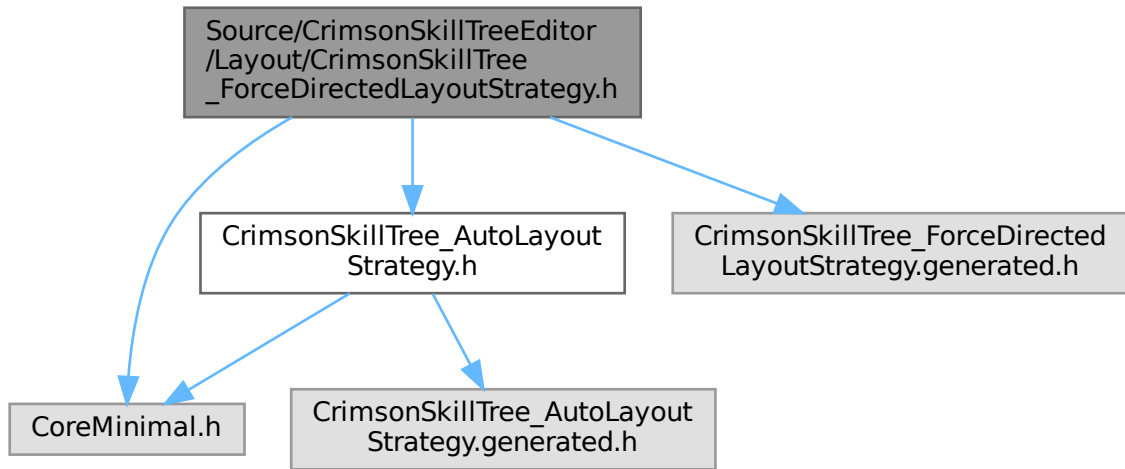 Source/CrimsonSkillTreeEditor
/Layout/CrimsonSkillTree
_ForceDirectedLayoutStrategy.h
CrimsonSkillTree_AutoLayout
Strategy.h
CrimsonSkillTree_ForceDirected
LayoutStrategy.generated.h
CoreMinimal.h
CrimsonSkillTree_AutoLayout
Strategy.generated.h